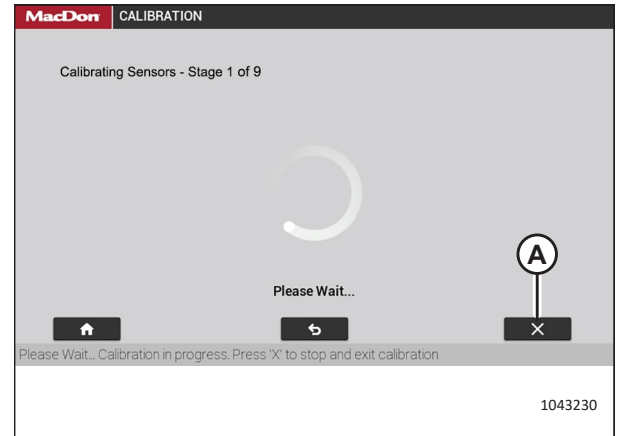 MacDon CALIBRATION
Calibrating Sensors - Stage 1 of 9
A
Please Wait...
X
Please Wait... Calibration in progress. Press 'X' to stop and exit calibration
1043230